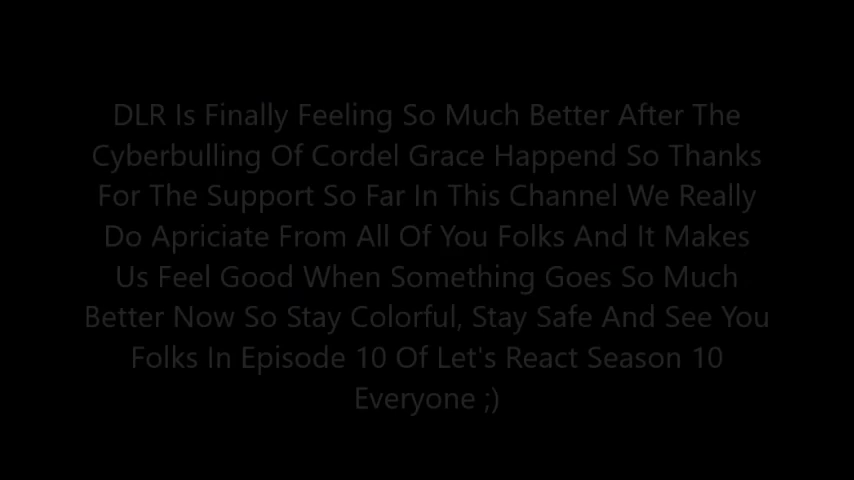 DLR Is Finally Feeling So Much Better After The
Cyberbulling Of Cordel Grace Happend So Thanks
For The Support So Far In This Channel We Really
Do Apriciate From All Of You Folks And It Makes
Us Feel Good When Something Goes So Much
Better Now So Stay Colorful, Stay Safe And See You
Folks In Episode 10 Of Let's React Season 10
Everyone ;)